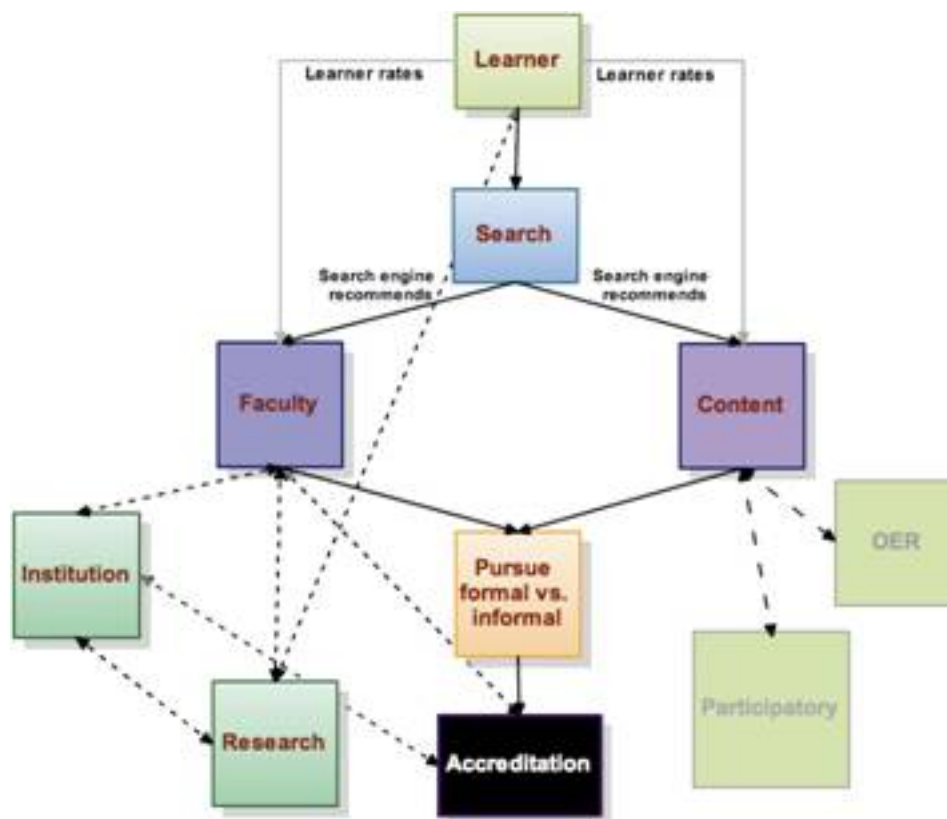 Learner
Learner rates
Learner rates
Search
Search engine
recommends
Search engine
recommends
Faculty
Content
Institution
Pursue
formal vs.
informal
OER
Research
Accreditation
Participatory